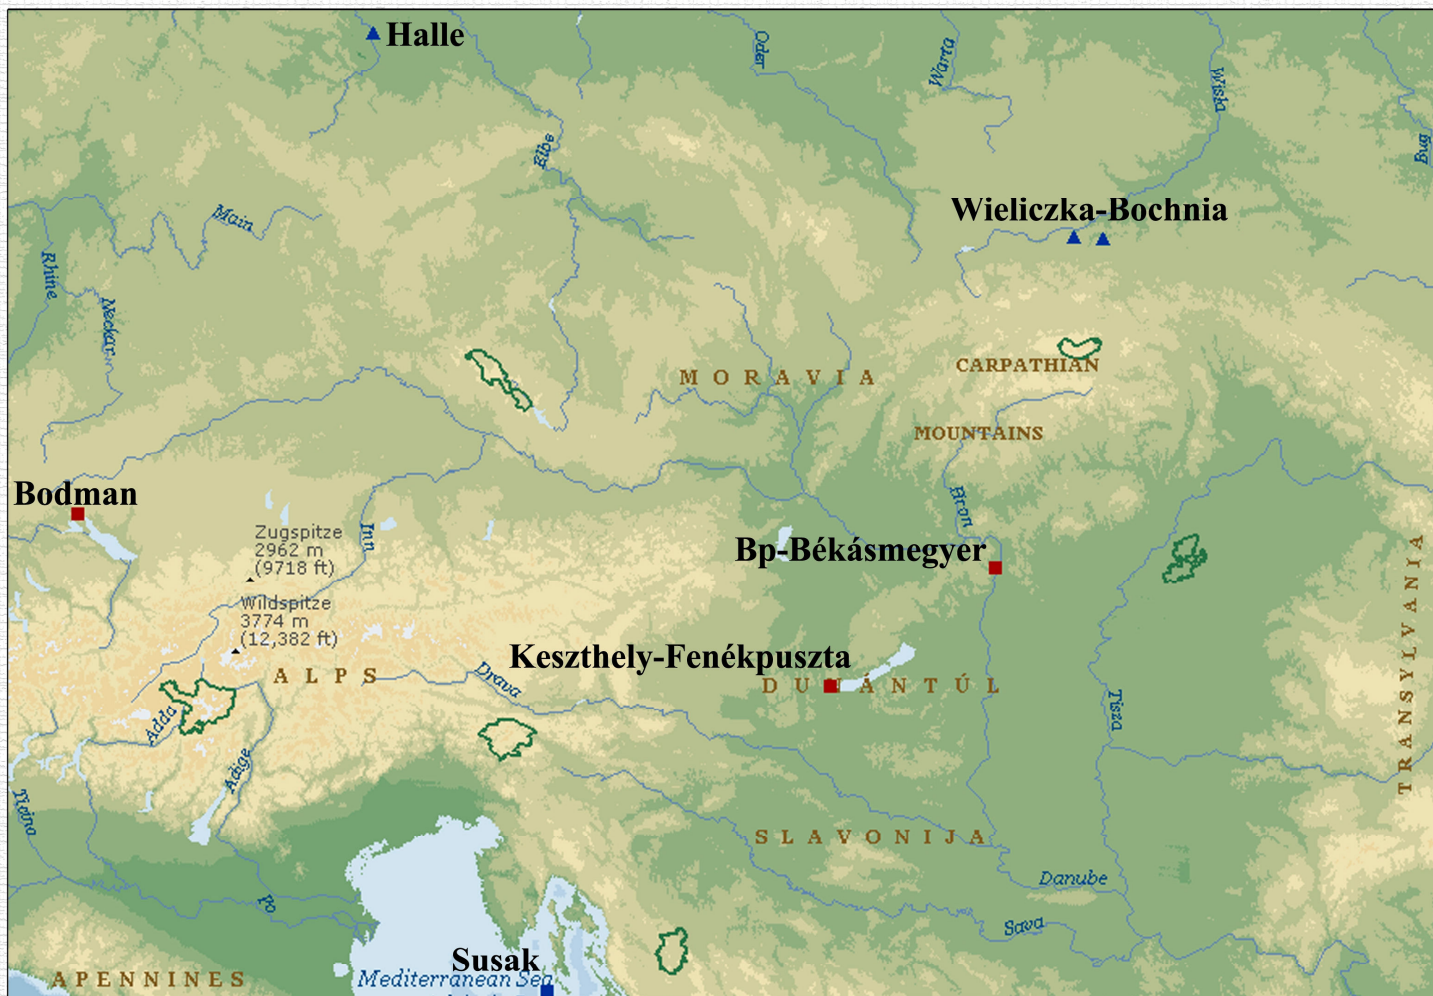 Halle
Oder
Warta
Wisła
Bug
Elbe
Main
Wieliczka-Bochnia
Rhine
Neckar
MORAVIA
CARPATHIAN
MOUNTAINS
Bodman
Hron
Inn
Zugspitze
2962 m
(9718 ft)
Bp-Békásmegyer
TRANSYLVANIA
Wildspitze
3774 m
(12,382 ft)
Keszthely-Fenékpuszta
ALPS
Drava
DUNÁNTÚL
Adda
Tisza
Adige
Ticino
SLAVONIJA
Danube
Po
Sava
Susak
APENNINES
Mediterranean Sea